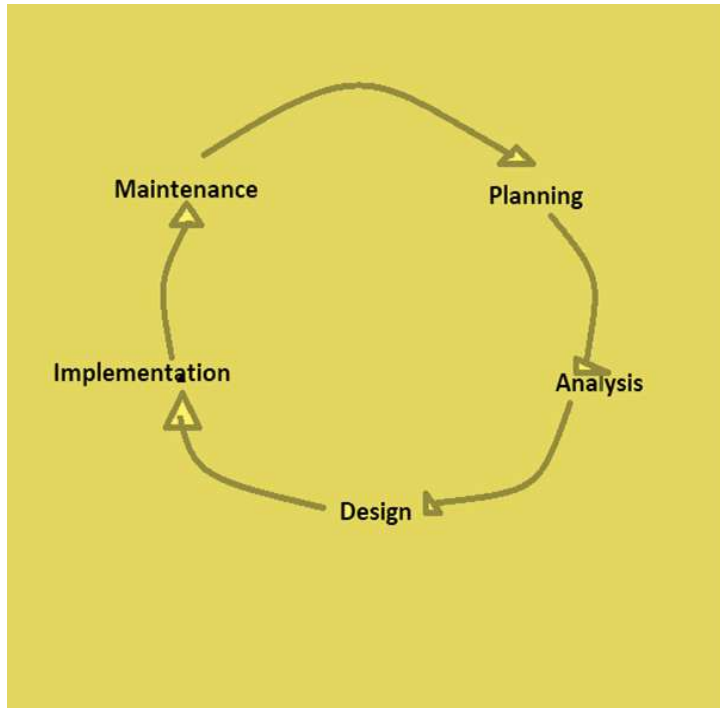 Maintenance
Planning
Implementation
Analysis
Design